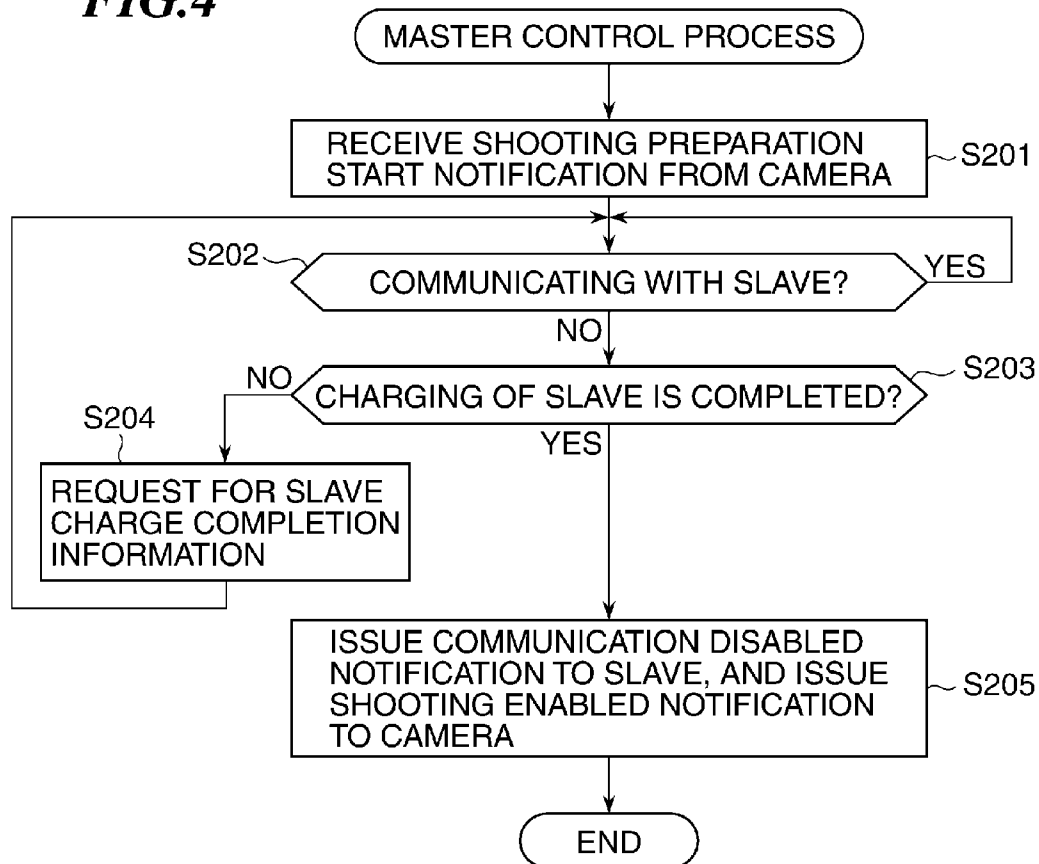 FIG.4
MASTER CONTROL PROCESS
RECEIVE SHOOTING PREPARATION
START NOTIFICATION FROM CAMERA
S201
S202
COMMUNICATING WITH SLAVE?
YES
NO
S203
NO
CHARGING OF SLAVE IS COMPLETED?
YES
S204
REQUEST FOR SLAVE
CHARGE COMPLETION
INFORMATION
ISSUE COMMUNICATION DISABLED
NOTIFICATION TO SLAVE, AND ISSUE
SHOOTING ENABLED NOTIFICATION
TO CAMERA
S205
END